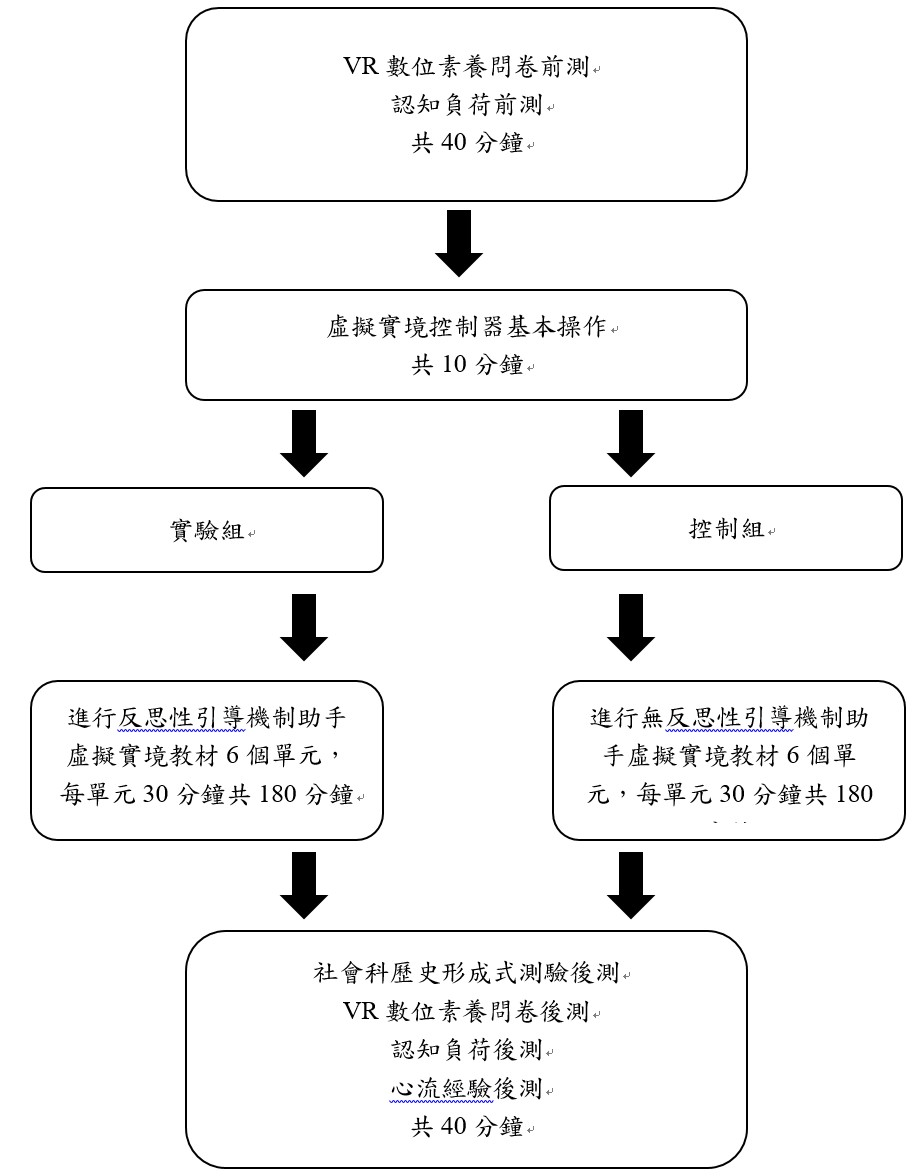 VR 數位素養問卷前測
認知負荷前測
共 40 分鐘
虛擬實境控制器基本操作
共 10 分鐘
實驗組
控制組
進行反思性引導機制助手
虛擬實境教材 6 個單元，
每單元 30 分鐘共 180 分鐘
進行無反思性引導機制助
手虛擬實境教材 6 個單
元，每單元 30 分鐘共 180
社會科歷史形成式測驗後測
VR 數位素養問卷後測
認知負荷後測
心流經驗後測
共 40 分鐘